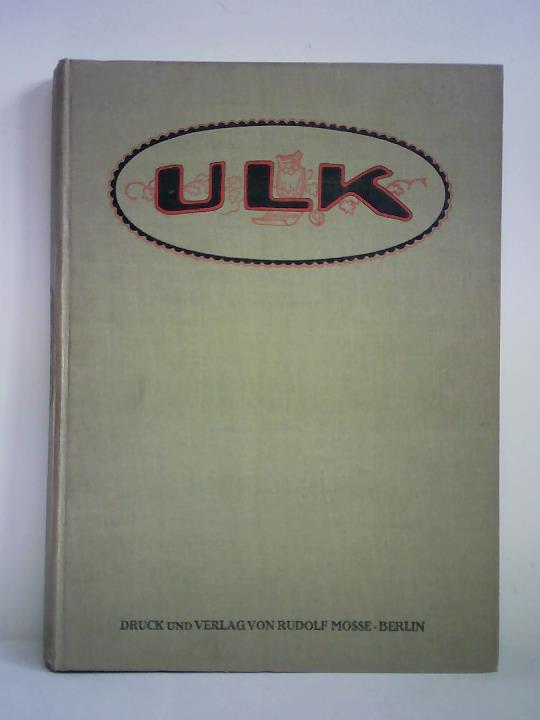 ULK
DRUCK UND VERLAG VON RUDOLF MOSSE · BERLIN